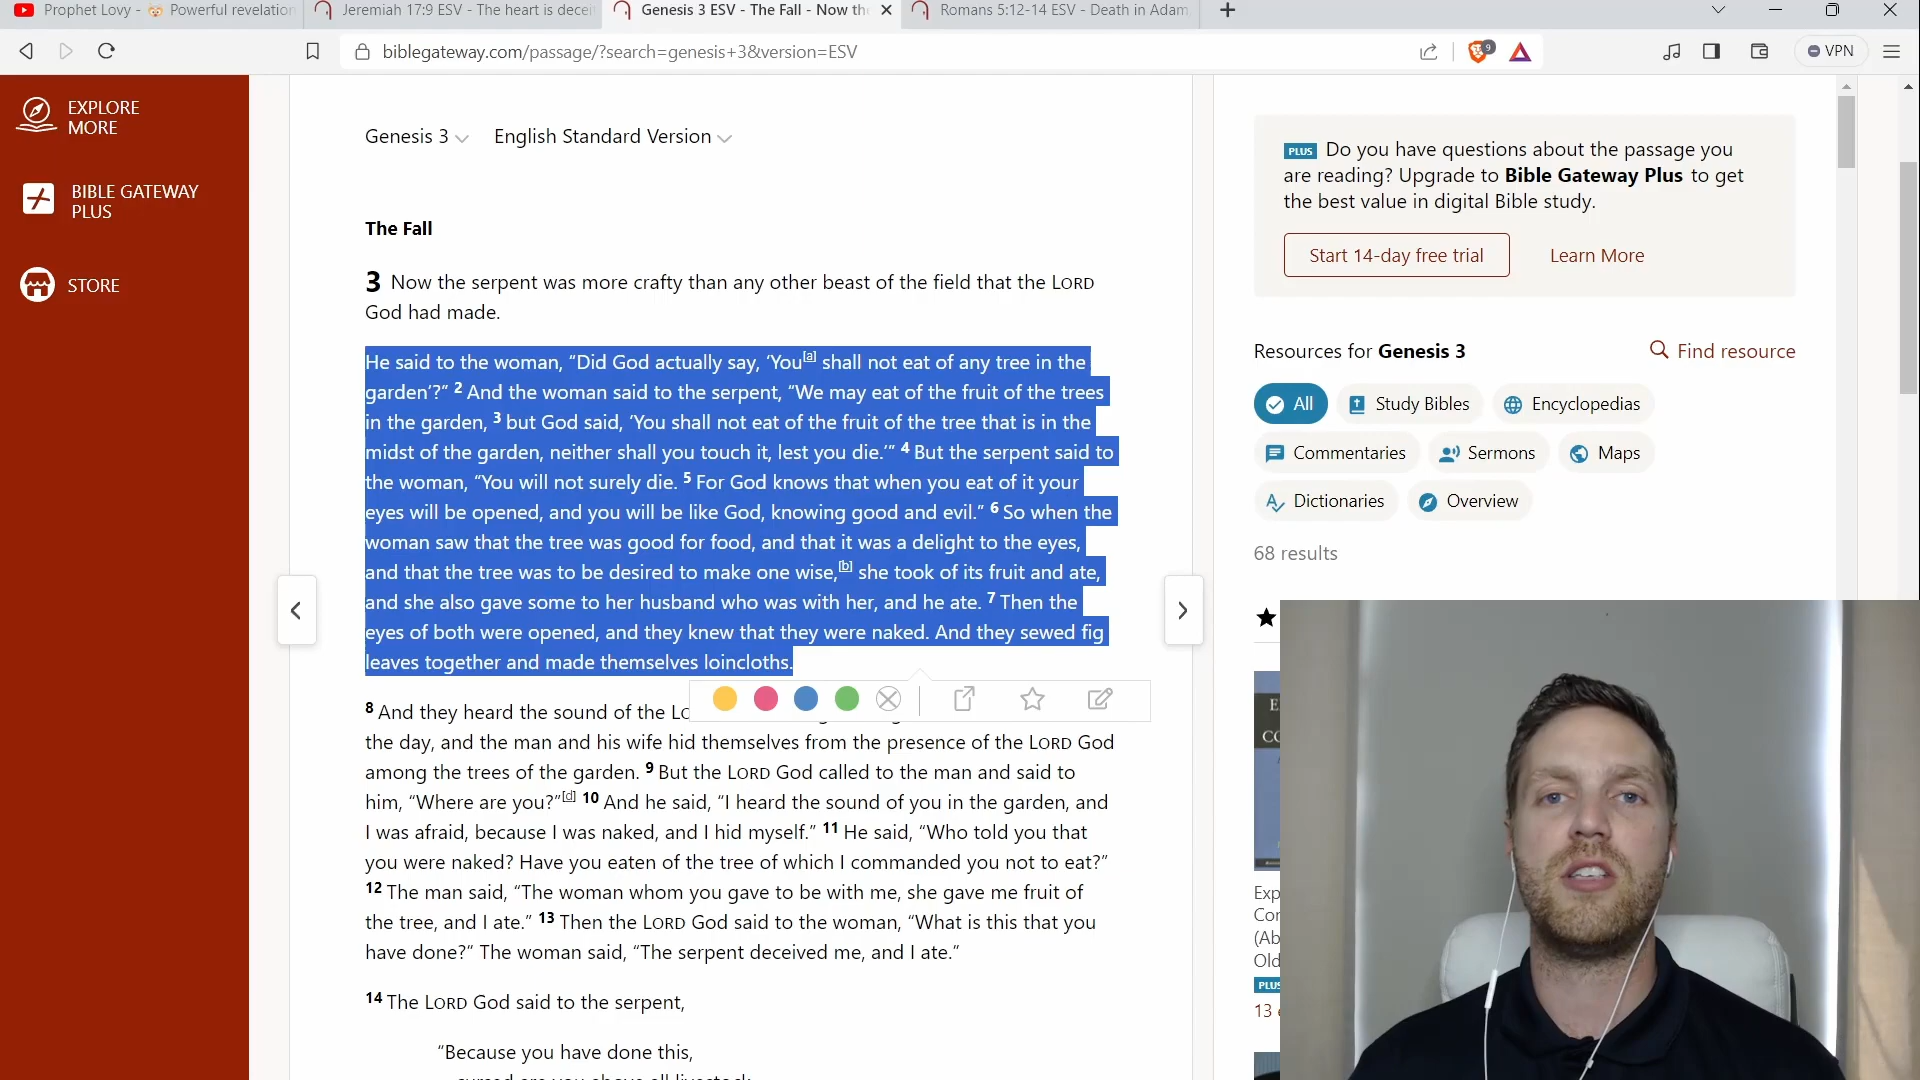 Prophet Lovy - 🤯 Powerful revelation
Jeremiah 17:9 ESV - The heart is decei
Genesis 3 ESV - The Fall - Now th
Romans 5:12-14 ESV - Death in Adam,
biblegateway.com/passage/?search=genesis+3&version=ESV
9
VPN
EXPLORE
MORE
BIBLE GATEWAY
PLUS
STORE
Genesis 3
English Standard Version
The Fall
3 Now the serpent was more crafty than any other beast of the field that the LORD
God had made.
He said to the woman, “Did God actually say, ‘You[a] shall not eat of any tree in the
garden’?” 2 And the woman said to the serpent, “We may eat of the fruit of the trees
in the garden, 3 but God said, ‘You shall not eat of the fruit of the tree that is in the
midst of the garden, neither shall you touch it, lest you die.’” 4 But the serpent said to
the woman, “You will not surely die. 5 For God knows that when you eat of it your
eyes will be opened, and you will be like God, knowing good and evil.” 6 So when the
woman saw that the tree was good for food, and that it was a delight to the eyes,
and that the tree was to be desired to make one wise,[b] she took of its fruit and ate,
and she also gave some to her husband who was with her, and he ate. 7 Then the
eyes of both were opened, and they knew that they were naked. And they sewed fig
leaves together and made themselves loincloths.
8 And they heard the sound of the
the day, and the man and his wife hid themselves from the presence of the LORD God
among the trees of the garden. 9 But the LORD God called to the man and said to
him, “Where are you?”[d] 10 And he said, “I heard the sound of you in the garden, and
I was afraid, because I was naked, and I hid myself.” 11 He said, “Who told you that
you were naked? Have you eaten of the tree of which I commanded you not to eat?”
12 The man said, “The woman whom you gave to be with me, she gave me fruit of
the tree, and I ate.” 13 Then the LORD God said to the woman, “What is this that you
have done?” The woman said, “The serpent deceived me, and I ate.”
14 The LORD God said to the serpent,
“Because you have done this,
PLUS Do you have questions about the passage you
are reading? Upgrade to Bible Gateway Plus to get
the best value in digital Bible study.
Start 14-day free trial
Learn More
Resources for Genesis 3
Find resource
All
Study Bibles
Encyclopedias
Commentaries
Sermons
Maps
Dictionaries
Overview
68 results
E
CO
Exp
Cor
(Ab
Old
PLUS
13